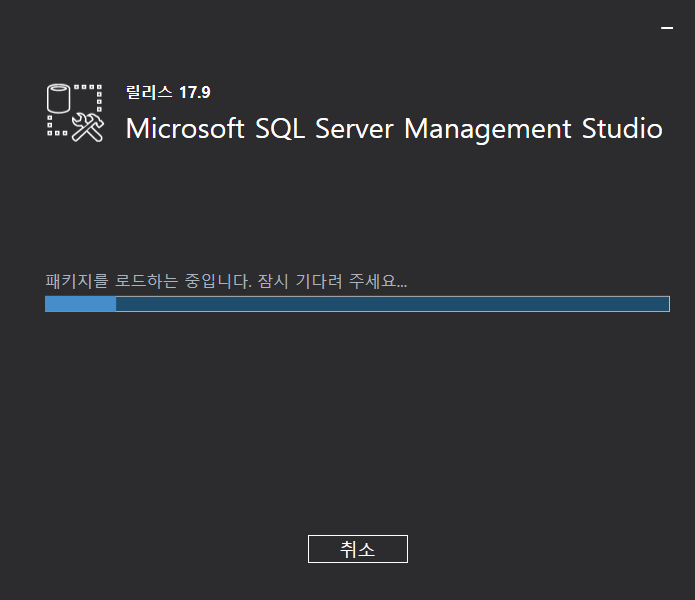 릴리스 17.9
Microsoft SQL Server Management Studio
패키지를 로드하는 중입니다. 잠시 기다려 주세요...
취소